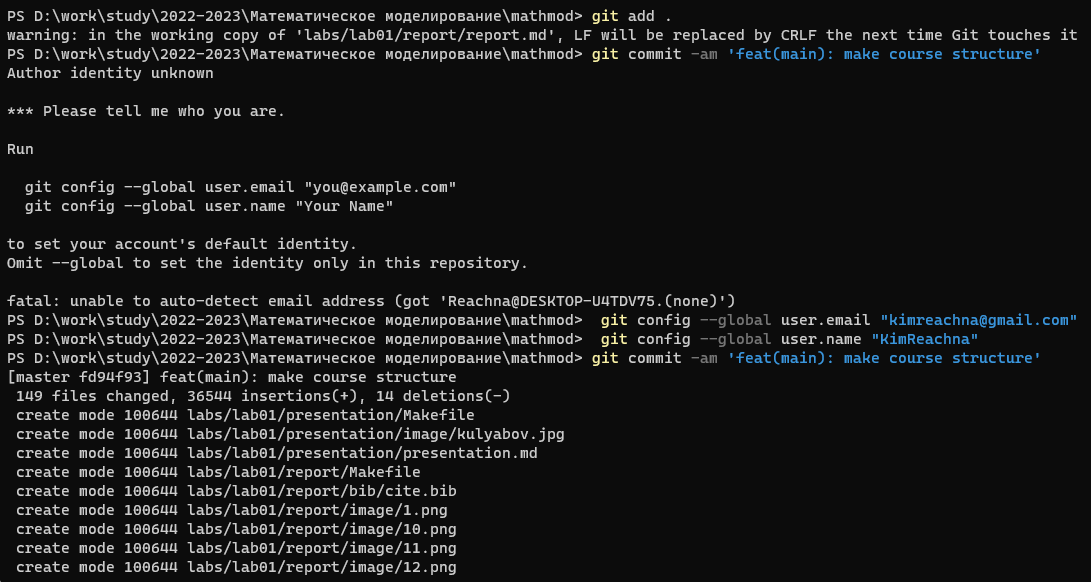 PS D:\work\study\2022-2023\Математическое моделирование\mathmod> git add .
warning: in the working copy of 'labs/lab01/report/report.md', LF will be replaced by CRLF the next time Git touches it
PS D:\work\study\2022-2023\Математическое моделирование\mathmod> git commit -am 'feat(main): make course structure'
Author identity unknown
*** Please tell me who you are.
Run
git config --global user.email "you@example.com"
git config --global user.name "Your Name"
to set your account's default identity.
Omit --global to set the identity only in this repository.
fatal: unable to auto-detect email address (got 'Reachna@DESKTOP-U4TDV75.(none)')
PS D:\work\study\2022-2023\Математическое моделирование\mathmod>  git config --global user.email "kimreachna@gmail.com"
PS D:\work\study\2022-2023\Математическое моделирование\mathmod>  git config --global user.name "KimReachna"
PS D:\work\study\2022-2023\Математическое моделирование\mathmod> git commit -am 'feat(main): make course structure'
[master fd94f93] feat(main): make course structure
149 files changed, 36544 insertions(+), 14 deletions(-)
create mode 100644 labs/lab01/presentation/Makefile
create mode 100644 labs/lab01/presentation/image/kulyabov.jpg
create mode 100644 labs/lab01/presentation/presentation.md
create mode 100644 labs/lab01/report/Makefile
create mode 100644 labs/lab01/report/bib/cite.bib
create mode 100644 labs/lab01/report/image/1.png
create mode 100644 labs/lab01/report/image/10.png
create mode 100644 labs/lab01/report/image/11.png
create mode 100644 labs/lab01/report/image/12.png